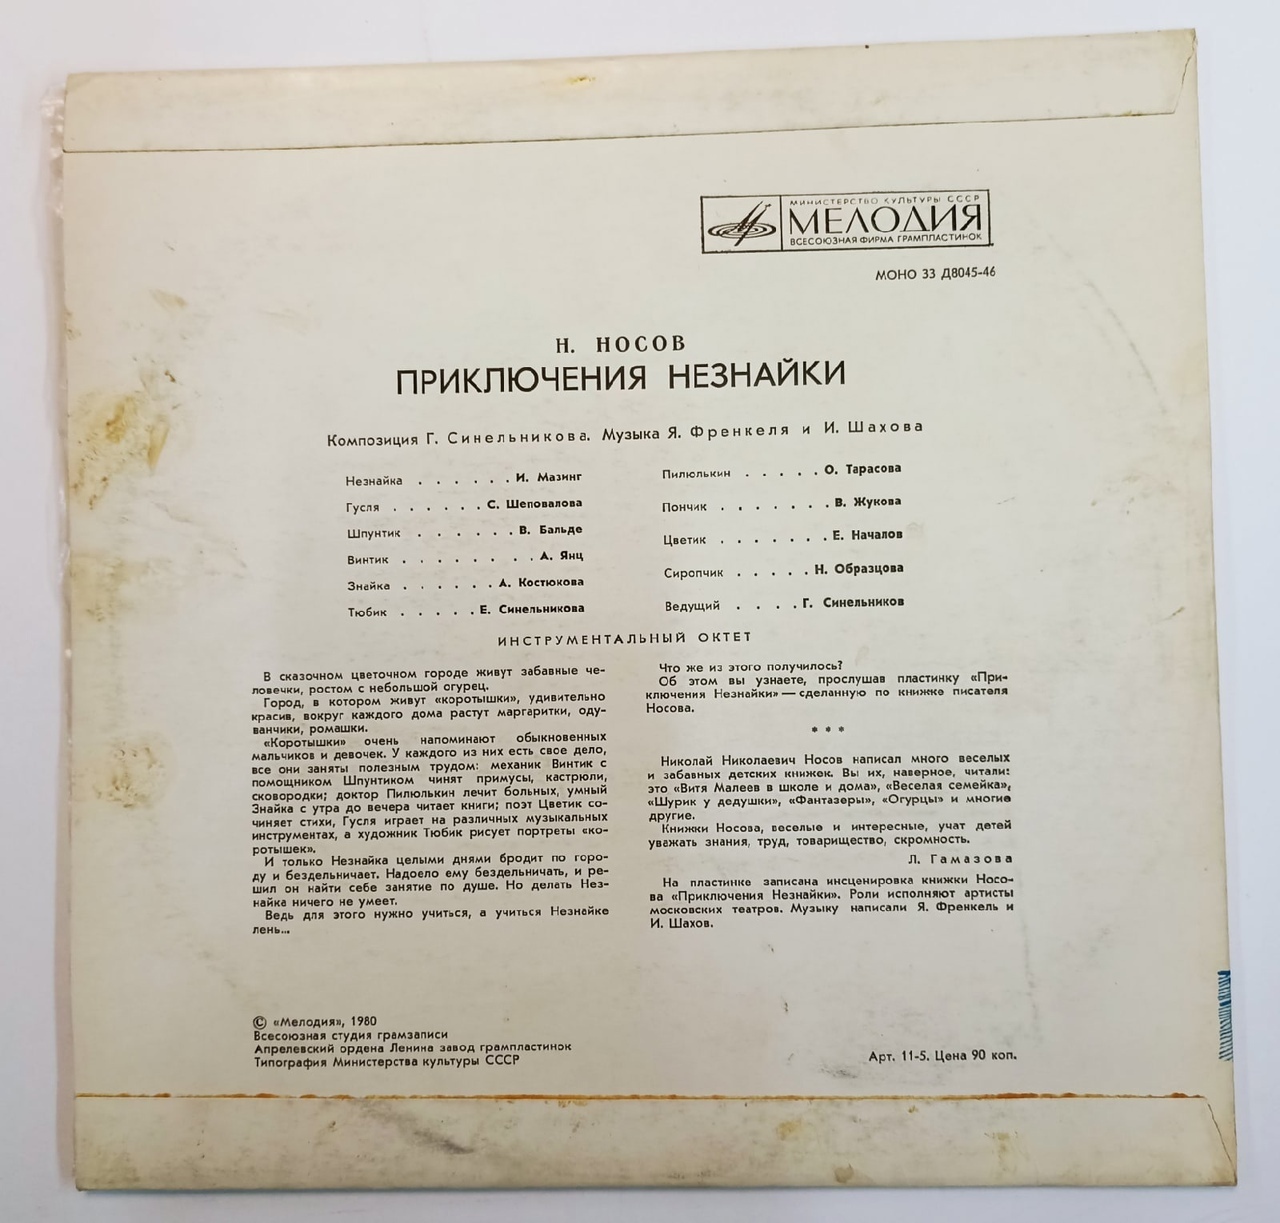 МИНИСТЕРСТВО КУЛЬТУРЫ СССР
МЕЛОДИЯ
ВСЕСОЮЗНАЯ ФИРМА ГРАМПЛАСТИНОК
МОНО 33 Д8045-46
Н. НОСОВ
ПРИКЛЮЧЕНИЯ НЕЗНАЙКИ
Композиция Г. Синельникова. Музыка Я. Френкеля и И. Шахова
Незнайка . . . . . . И. Мазинг
Гусля . . . . . . С. Шеповалова
Шпунтик . . . . . . В. Бальде
Винтик . . . . . . . . А. Янц
Знайка . . . . . . А. Костюкова
Тюбик . . . . . Е. Синельникова
Пилюлькин . . . . . О. Тарасова
Пончик . . . . . . . В. Жукова
Цветик . . . . . . . Е. Началов
Сиропчик . . . . . Н. Образцова
Ведущий . . . . Г. Синельников
ИНСТРУМЕНТАЛЬНЫЙ ОКТЕТ
В сказочном цветочном городе живут забавные че-
ловечки, ростом с небольшой огурец.
Город, в котором живут «коротышки», удивительно
красив, вокруг каждого дома растут маргаритки, оду-
ванчики, ромашки.
«Коротышки» очень напоминают обыкновенных
мальчиков и девочек. У каждого из них есть свое дело,
все они заняты полезным трудом: механик Винтик с
помощником Шпунтиком чинят примусы, кастрюли,
сковородки; доктор Пилюлькин лечит больных, умный
Знайка с утра до вечера читает книги; поэт Цветик со-
чиняет стихи, Гусля играет на различных музыкальных
инструментах, а художник Тюбик рисует портреты «ко-
ротышек».
И только Незнайка целыми днями бродит по горо-
ду и бездельничает. Надоело ему бездельничать, и ре-
шил он найти себе занятие по душе. Но делать Нез-
найка ничего не умеет.
Ведь для этого нужно учиться, а учиться Незнайке
лень...
Что же из этого получилось?
Об этом вы узнаете, прослушав пластинку «При-
ключения Незнайки» — сделанную по книжке писателя
Носова.
* * *
Николай Николаевич Носов написал много веселых
и забавных детских книжек. Вы их, наверное, читали:
это «Витя Малеев в школе и дома», «Веселая семейка»,
«Шурик у дедушки», «Фантазеры», «Огурцы» и многие
другие.
Книжки Носова, веселые и интересные, учат детей
уважать знания, труд, товарищество, скромность.
Л. Гамазова
На пластинке записана инсценировка книжки Носо-
ва «Приключения Незнайки». Роли исполняют артисты
московских театров. Музыку написали Я. Френкель и
И. Шахов.
© «Мелодия», 1980
Всесоюзная студия грамзаписи
Апрелевский ордена Ленина завод грампластинок
Типография Министерства культуры СССР
Арт. 11-5. Цена 90 коп.